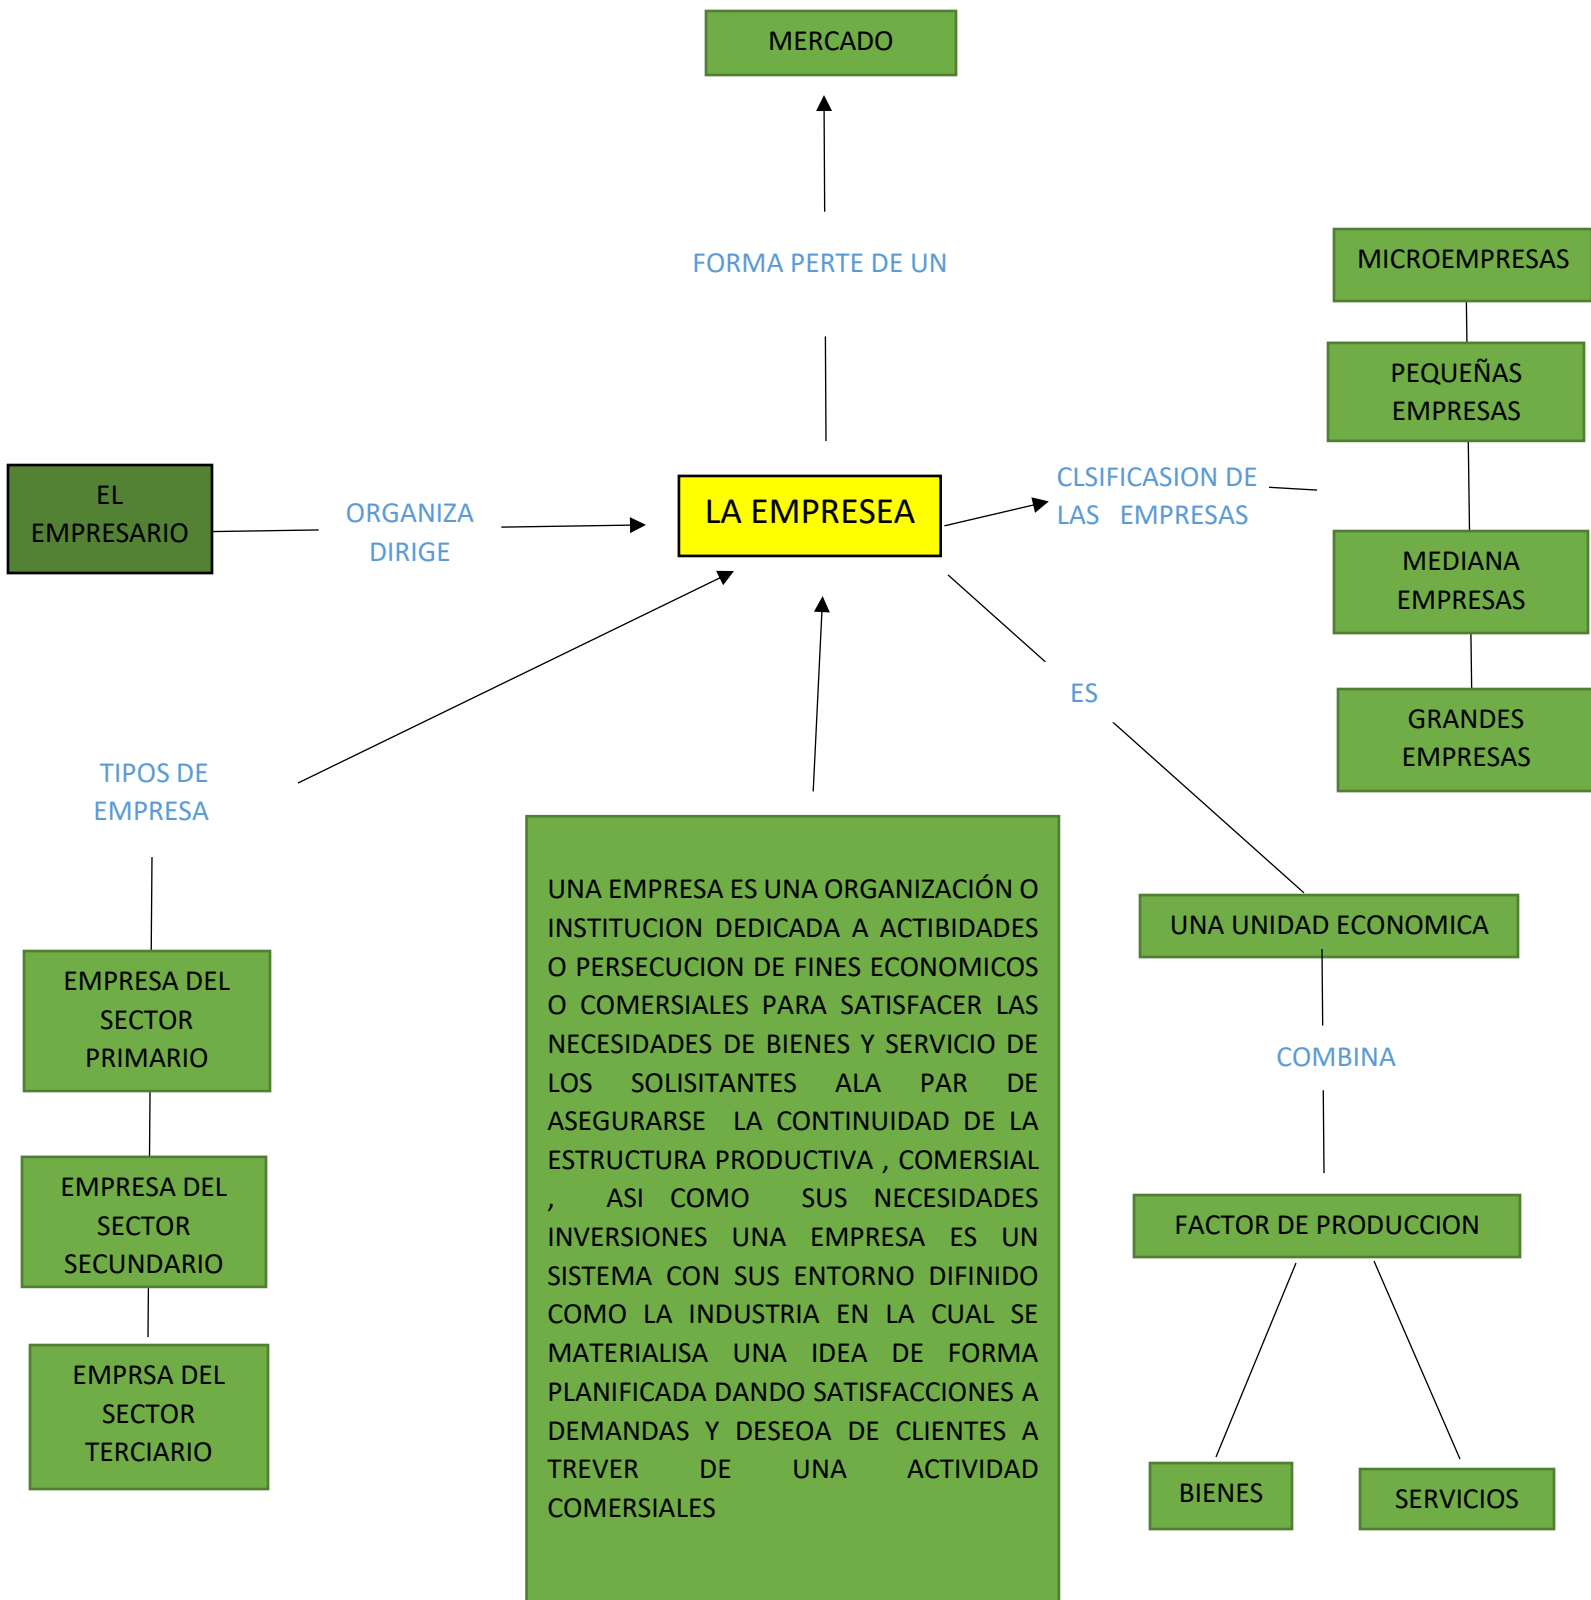 MERCADO
FORMA PERTE DE UN
MICROEMPRESAS
PEQUEÑAS
EMPRESAS
EL
EMPRESARIO
ORGANIZA
DIRIGE
LA EMPRESEA
CLSIFICASION DE
LAS EMPRESAS
MEDIANA
EMPRESAS
ES
GRANDES
EMPRESAS
TIPOS DE
EMPRESA
UNA EMPRESA ES UNA ORGANIZACIÓN O
INSTITUCION DEDICADA A ACTIBIDADES
O PERSECUCION DE FINES ECONOMICOS
O COMERSIALES PARA SATISFACER LAS
NECESIDADES DE BIENES Y SERVICIO DE
LOS SOLISITANTES ALA PAR DE
ASEGURARSE LA CONTINUIDAD DE LA
ESTRUCTURA PRODUCTIVA , COMERSIAL
, ASI COMO SUS NECESIDADES
INVERSIONES UNA EMPRESA ES UN
SISTEMA CON SUS ENTORNO DIFINIDO
COMO LA INDUSTRIA EN LA CUAL SE
MATERIALISA UNA IDEA DE FORMA
PLANIFICADA DANDO SATISFACCIONES A
DEMANDAS Y DESEOA DE CLIENTES A
TREVER DE UNA ACTIVIDAD
COMERSIALES
UNA UNIDAD ECONOMICA
COMBINA
FACTOR DE PRODUCCION
BIENES
SERVICIOS
EMPRESA DEL
SECTOR
PRIMARIO
EMPRESA DEL
SECTOR
SECUNDARIO
EMPRSA DEL
SECTOR
TERCIARIO